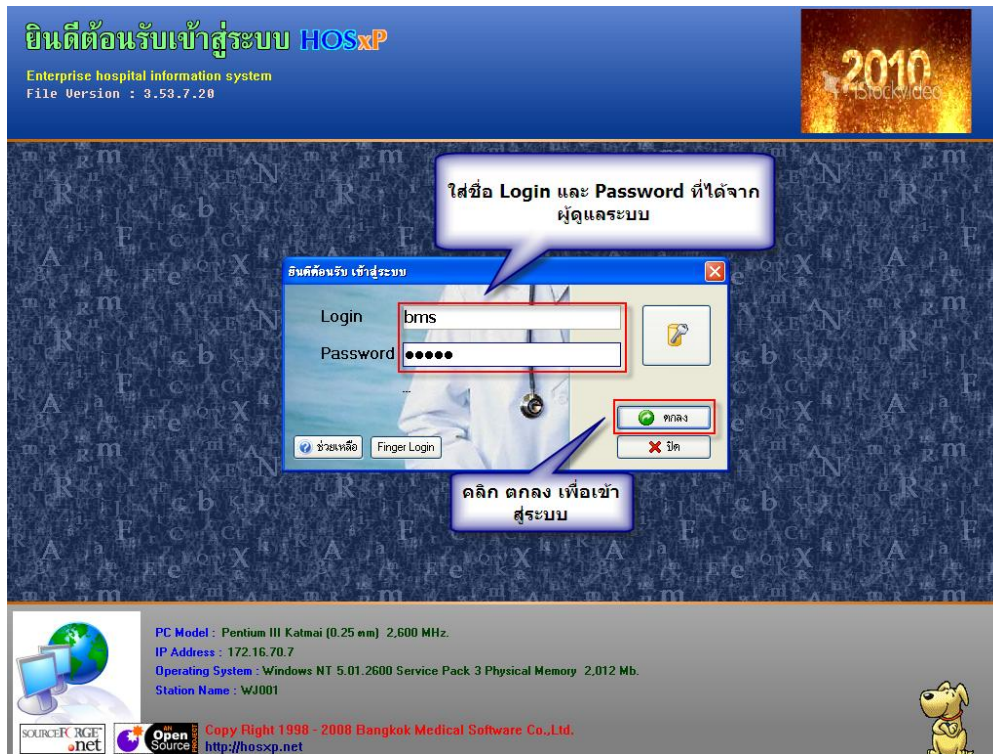 ยินดีต้อนรับเข้าสู่ระบบ HOSxP
Enterprise hospital information system
File Version : 3.53.7.20
2010
iStockvideo
ใส่ชื่อ Login และ Password ที่ได้จาก
ผู้ดูแลระบบ
ยินดีต้อนรับ เข้าสู่ระบบ
Login
bms
Password
●●●●●
...
ตกลง
ช่วยเหลือ
Finger Login
ปิด
คลิก ตกลง เพื่อเข้า
สู่ระบบ
PC Model : Pentium III Katmai (0.25 ตm) 2,600 MHz.
IP Address : 172.16.70.7
Operating System : Windows NT 5.01.2600 Service Pack 3 Physical Memory 2,012 Mb.
Station Name : WJ001
SOURCEFORGE
.net
AN
Open
Source
PROJECT
Copy Right 1998 - 2008 Bangkok Medical Software Co.,Ltd.
http://hosxp.net